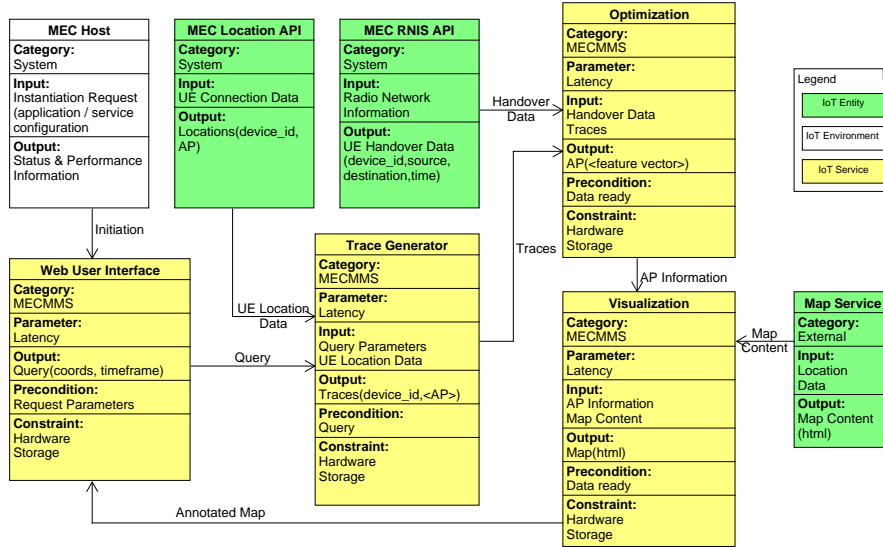 MEC Host
Category:
System
Input:
Instantiation Request
(application / service
configuration
Output:
Status & Performance
Information
MEC Location API
Category:
System
Input:
UE Connection Data
Output:
Locations(device_id,
AP)
MEC RNIS API
Category:
System
Input:
Radio Network
Information
Output:
UE Handover Data
(device_id,source,
destination,time)
Handover
Data
Optimization
Category:
MECMMS
Parameter:
Latency
Input:
Handover Data
Traces
Output:
AP(<feature vector>)
Precondition:
Data ready
Constraint:
Hardware
Storage
Legend
IoT Entity
IoT Environment
IoT Service
Initiation
Web User Interface
Category:
MECMMS
Parameter:
Latency
Output:
Query(coords, timeframe)
Precondition:
Request Parameters
Constraint:
Hardware
Storage
UE Location
Data
Query
Trace Generator
Category:
MECMMS
Parameter:
Latency
Input:
Query Parameters
UE Location Data
Output:
Traces(device_id,<AP>)
Precondition:
Query
Constraint:
Hardware
Storage
Traces
AP Information
Visualization
Category:
MECMMS
Parameter:
Latency
Input:
AP Information
Map Content
Output:
Map(html)
Precondition:
Data ready
Constraint:
Hardware
Storage
Map
Content
Map Service
Category:
External
Input:
Location
Data
Output:
Map Content
(html)
Annotated Map